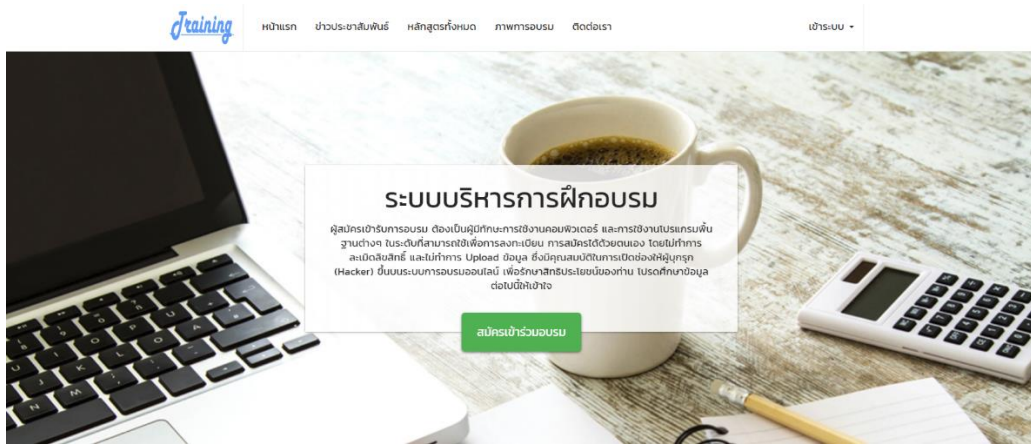 Training หน้าแรก ข่าวประชาสัมพันธ์ หลักสูตรทั้งหมด ภาพการอบรม ติดต่อเรา เข้าระบบ
ระบบบริหารการฝึกอบรม
ผู้สมัครเข้ารับการอบรม ต้องเป็นผู้มีทักษะการใช้งานคอมพิวเตอร์ และการใช้งานโปรแกรมพื้น
ฐานต่างๆ ในระดับที่สามารถใช้เพื่อการลงทะเบียน การสมัครได้ด้วยตนเอง โดยไม่ทำการ
ละเมิดลิขสิทธิ์ และไม่ทำการ Upload ข้อมูล ซึ่งมีคุณสมบัติในการเปิดช่องให้ผู้บุกรุก
(Hacker) ขึ้นบนระบบการอบรมออนไลน์ เพื่อรักษาสิทธิประโยชน์ของท่าน โปรดศึกษาข้อมูล
ต่อไปนี้ให้เข้าใจ
สมัครเข้าร่วมอบรม